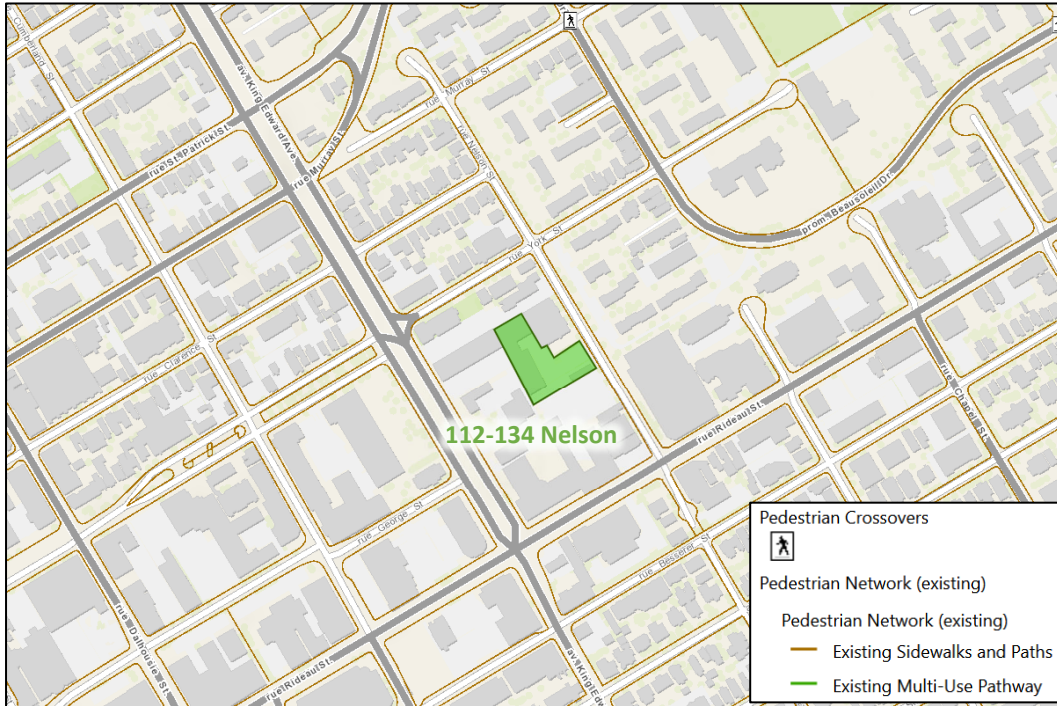 Cumberland St
av. King Edward Ave.
rue Murray St.
rue St. Patrick St.
rue Murray St.
rue Nelson St.
prom. Beausoleil Dr.
rue York St.
rue Clarence St
112-134 Nelson
rue Rideau St.
rue Chapel St.
rue George St
rue Besserer St
rue Dalhousie St.
rue Rideau St.
av. King Edw
Pedestrian Crossovers
Pedestrian Network (existing)
Pedestrian Network (existing)
Existing Sidewalks and Paths
Existing Multi-Use Pathway